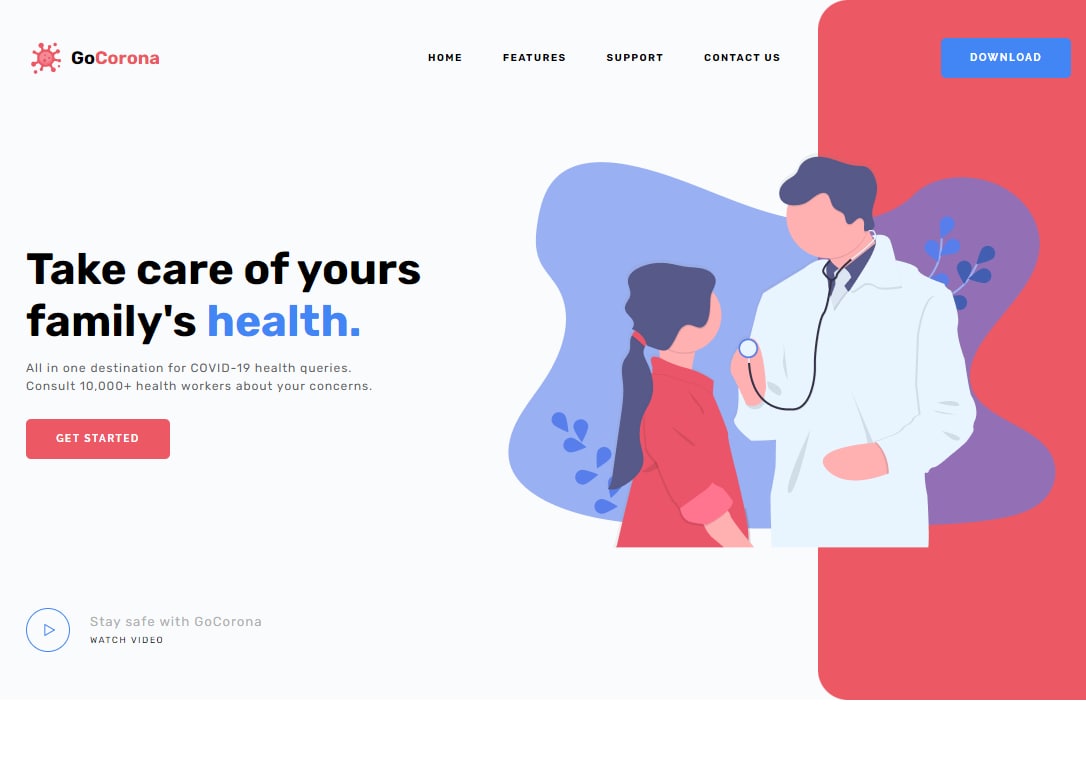 GoCorona
HOME
FEATURES
SUPPORT
CONTACT US
DOWNLOAD
Take care of yours
family's health.
All in one destination for COVID-19 health queries.
Consult 10,000+ health workers about your concerns.
GET STARTED
Stay safe with GoCorona
WATCH VIDEO